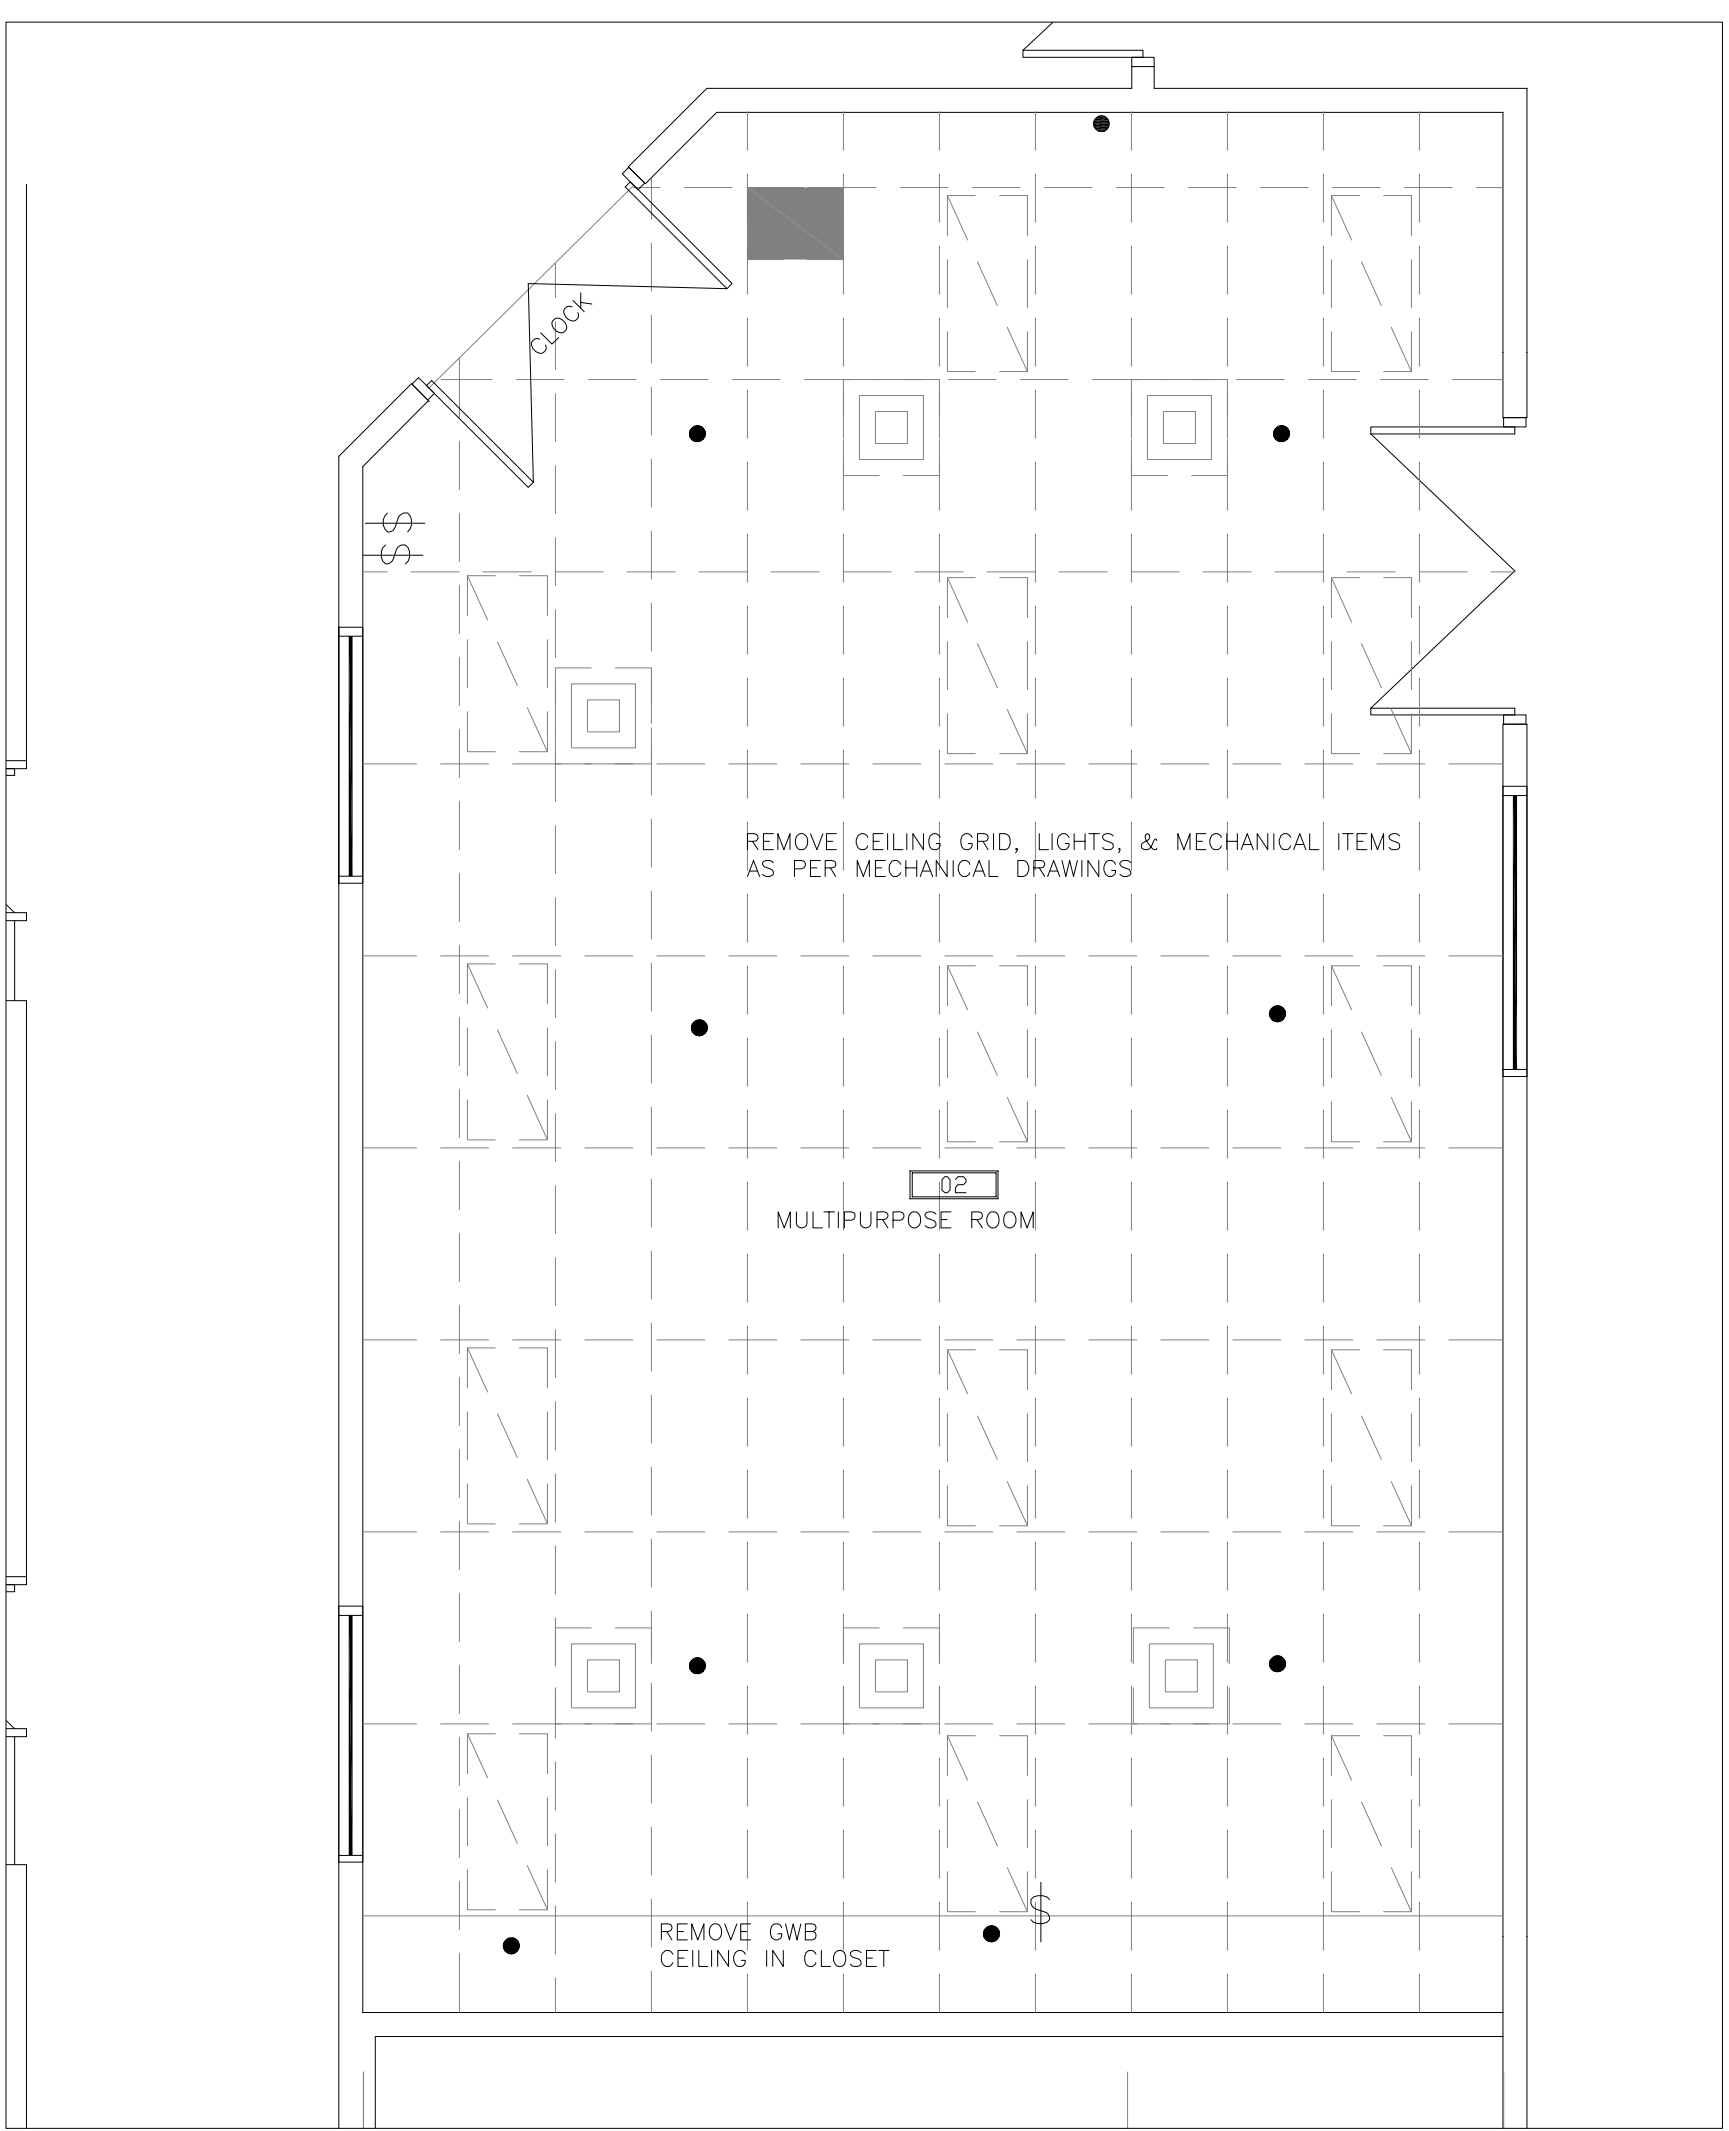 CLOCK
$
$
REMOVE CEILING GRID, LIGHTS, & MECHANICAL ITEMS
AS PER MECHANICAL DRAWINGS
02
MULTIPURPOSE ROOM
$
REMOVE GWB
CEILING IN CLOSET